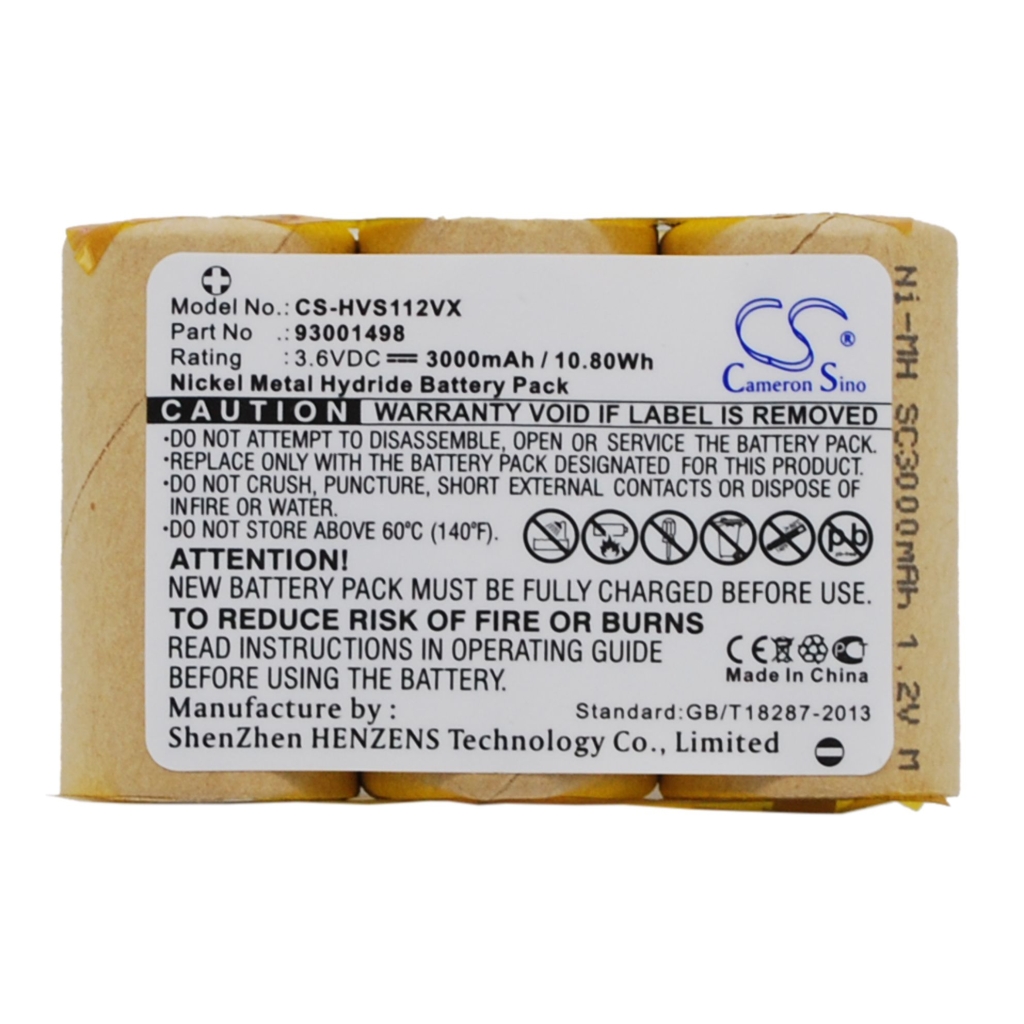 Model No.: CS-HVS112VX
Part No .: 93001498
Rating : 3.6VDC 3000mAh / 10.80Wh
Nickel Metal Hydride Battery Pack
CS®
Cameron Sino
CAUTION WARRANTY VOID IF LABEL IS REMOVED
·DO NOT ATTEMPT TO DISASSEMBLE, OPEN OR SERVICE THE BATTERY PACK.
·REPLACE ONLY WITH THE BATTERY PACK DESIGNATED FOR THIS PRODUCT.
·DO NOT CRUSH, PUNCTURE, SHORT EXTERNAL CONTACTS OR DISPOSE OF
INFIRE OR WATER.
·DO NOT STORE ABOVE 60°C (140°F).
pb
ATTENTION!
NEW BATTERY PACK MUST BE FULLY CHARGED BEFORE USE.
TO REDUCE RISK OF FIRE OR BURNS
READ INSTRUCTIONS IN OPERATING GUIDE
BEFORE USING THE BATTERY.
CE
Made In China
Manufacture by :
Standard:GB/T18287-2013
ShenZhen HENZENS Technology Co., Limited
Ni-MH SC3000mAh 1.2V M